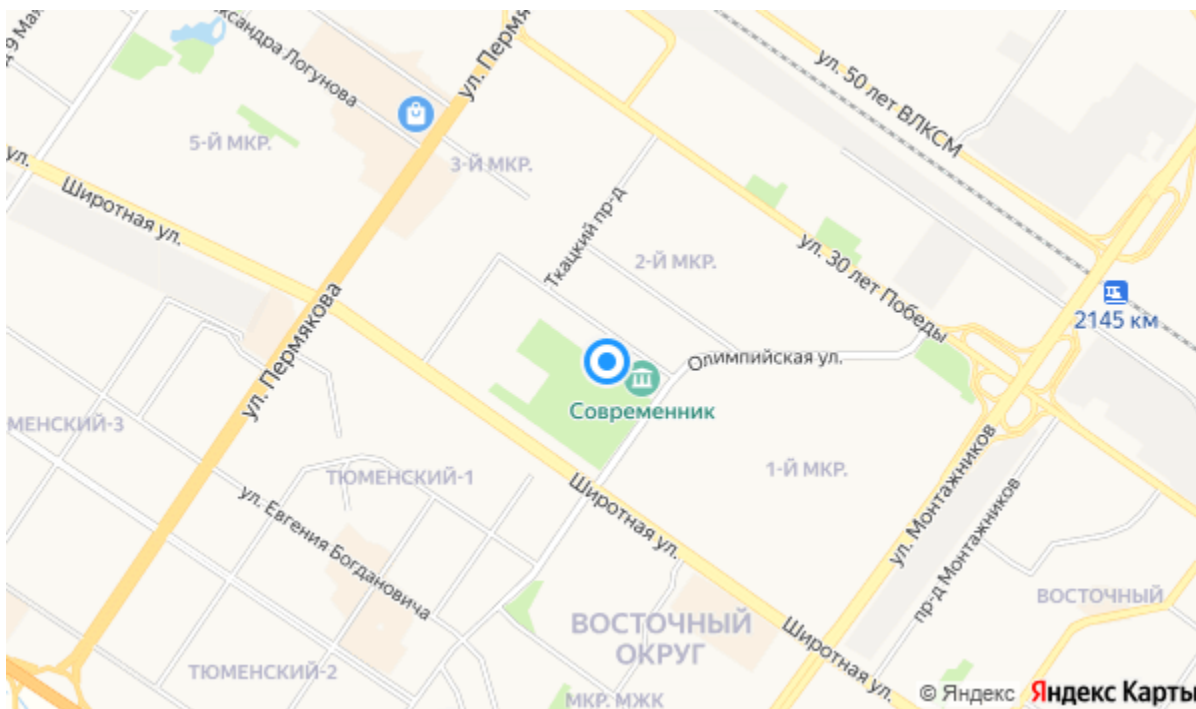 д 9 Мая
ксандра Логунова
ул. Пермяк
ул. 50 лет ВЛКСМ
5-Й МКР.
3-Й МКР.
ул.
Широтная ул.
Ткацкий пр-д
2-Й МКР.
ул. 30 лет Победы
2145 км
ул. Пермякова
Олимпийская ул.
Современник
МЕНСКИЙ-3
ТЮМЕНСКИЙ-1
1-Й МКР.
ул. Монтажников
Широтная ул.
пр-д Монтажников
ул. Евгения Богдановича
ВОСТОЧНЫЙ
ВОСТОЧНЫЙ
ОКРУГ
Широтная ул.
ТЮМЕНСКИЙ-2
МКР. МЖК
© Яндекс Яндекс Карты